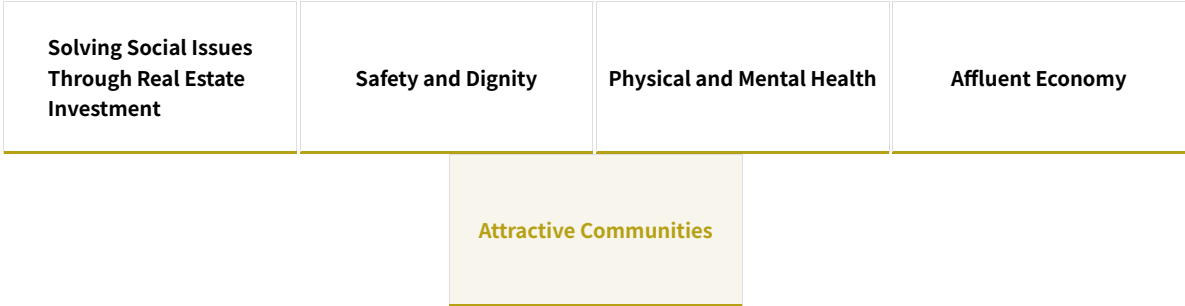 Solving Social Issues
Through Real Estate
Investment
Safety and Dignity
Physical and Mental Health
Affluent Economy
Attractive Communities